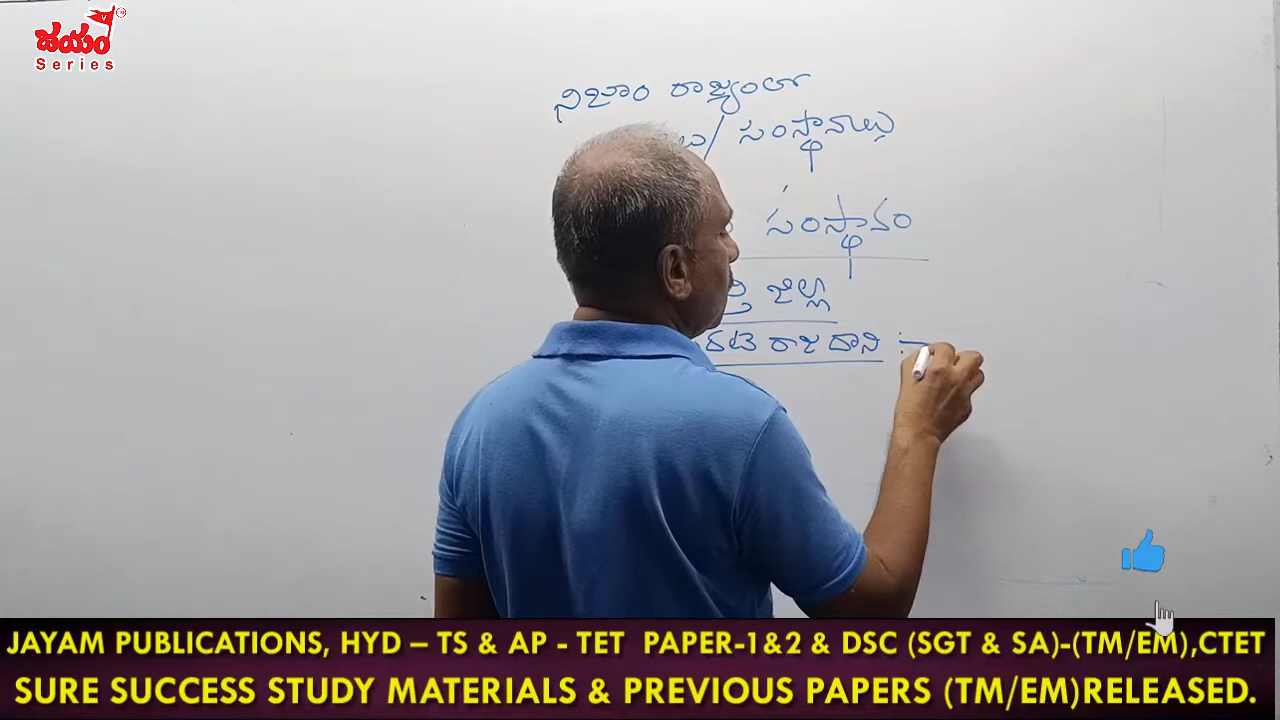 జయం
Series
నిజాం రాజ్యంలో
సంస్థానాలు
సంస్థానం
జిల్లా
రాజధాని :-
JAYAM PUBLICATIONS, HYD – TS & AP - TET PAPER-1&2 & DSC (SGT & SA)-(TM/EM),CTET
SURE SUCCESS STUDY MATERIALS & PREVIOUS PAPERS (TM/EM)RELEASED.